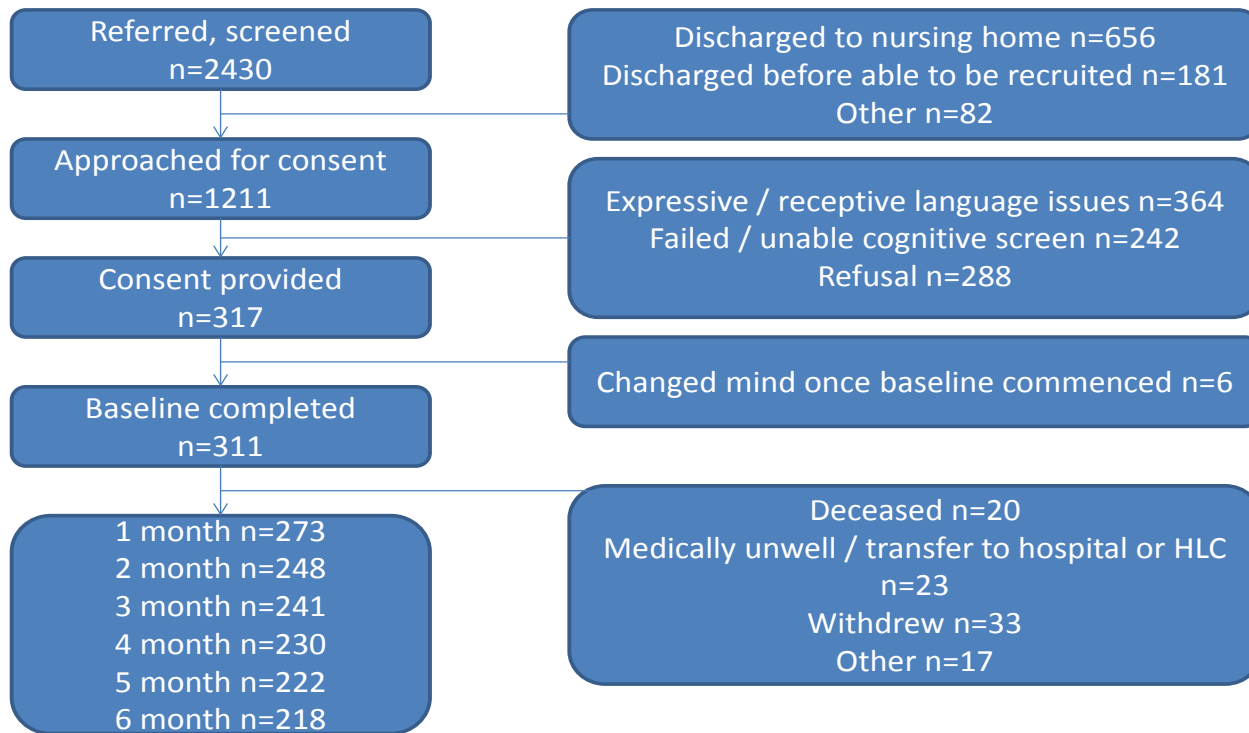 Referred, screened
n=2430
Discharged to nursing home n=656
Discharged before able to be recruited n=181
Other n=82
Approached for consent
n=1211
Expressive / receptive language issues n=364
Failed / unable cognitive screen n=242
Refusal n=288
Consent provided
n=317
Changed mind once baseline commenced n=6
Baseline completed
n=311
Deceased n=20
Medically unwell / transfer to hospital or HLC
n=23
Withdrew n=33
Other n=17
1 month n=273
2 month n=248
3 month n=241
4 month n=230
5 month n=222
6 month n=218